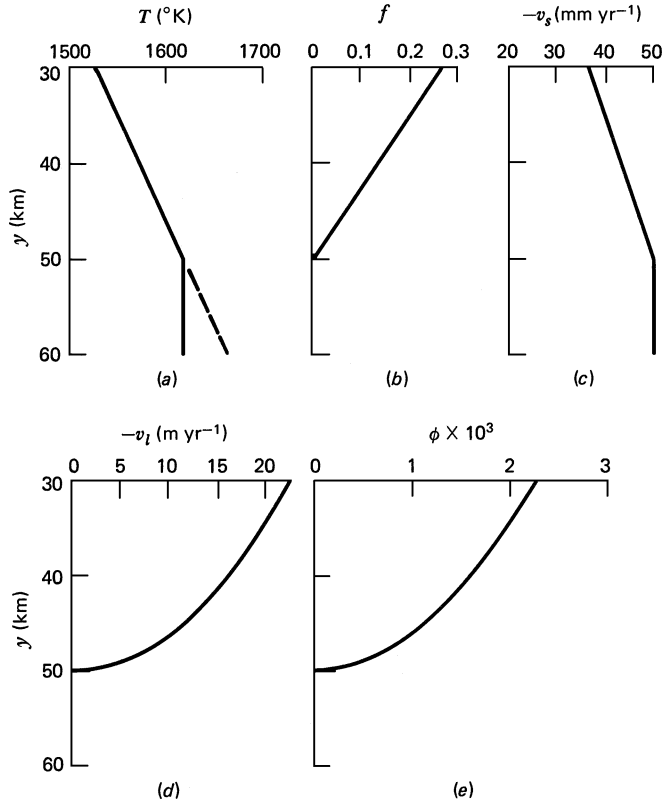 T (°K)
f
−vs (mm yr−1)
1500 1600 1700
0 0.1 0.2 0.3
20 30 40 50
30
40
50
60
y (km)
(a)
(b)
(c)
−vl (m yr−1)
ϕ X 10³
0 5 10 15 20
0 1 2 3
30
40
50
60
y (km)
(d)
(e)